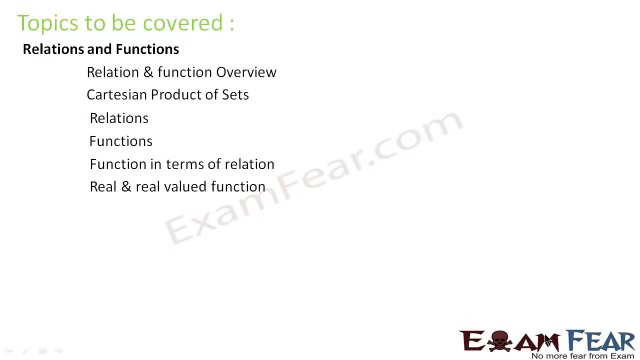 Topics to be covered :
Relations and Functions
Relation & function Overview
Cartesian Product of Sets
Relations
Functions
Function in terms of relation
Real & real valued function
ExamFear.com
EXAM FEAR
No more fear from Exam